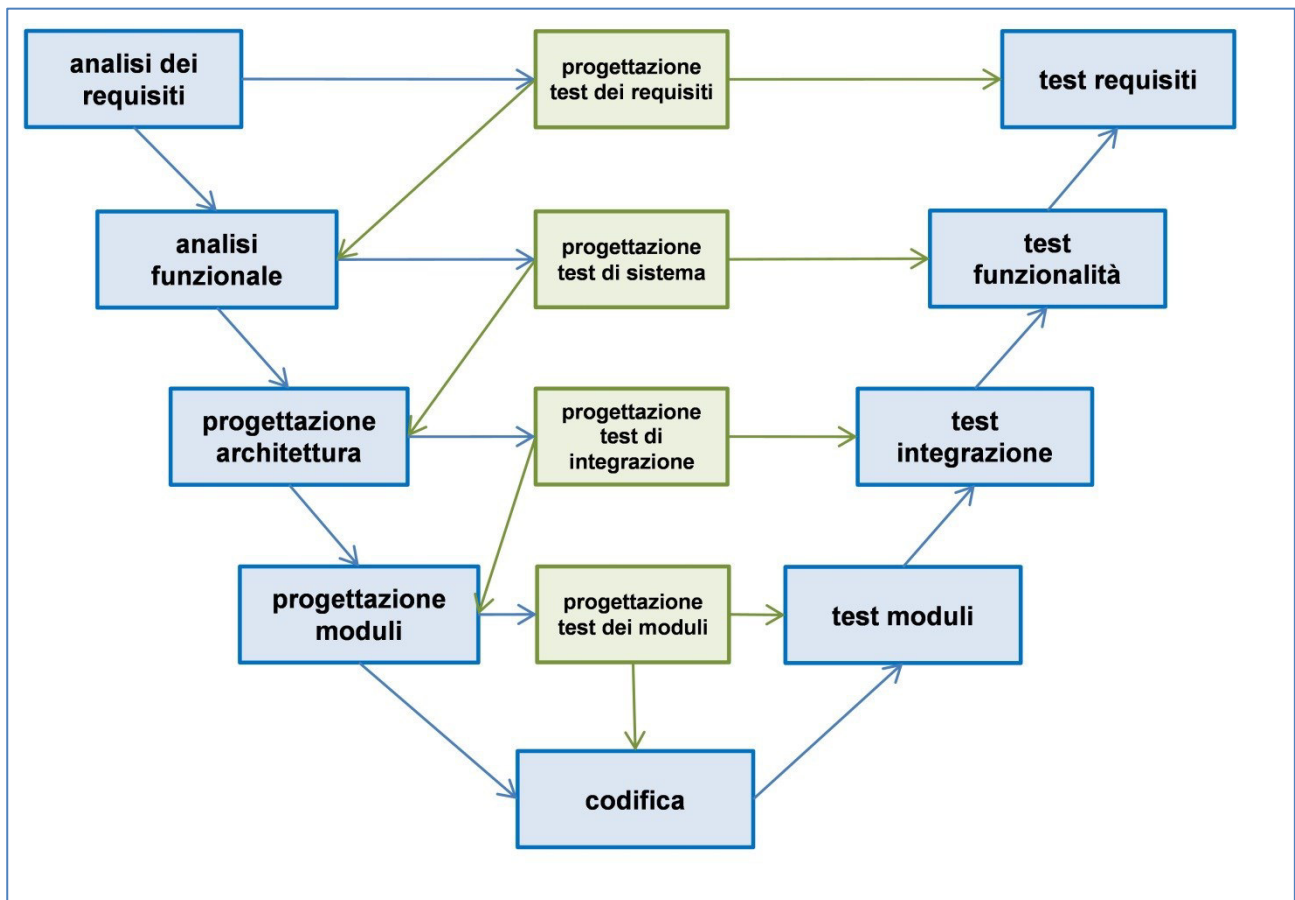 analisi dei
requisiti
progettazione
test dei requisiti
test requisiti
analisi
funzionale
progettazione
test di sistema
test
funzionalità
progettazione
architettura
progettazione
test di
integrazione
test
integrazione
progettazione
moduli
progettazione
test dei moduli
test moduli
codifica